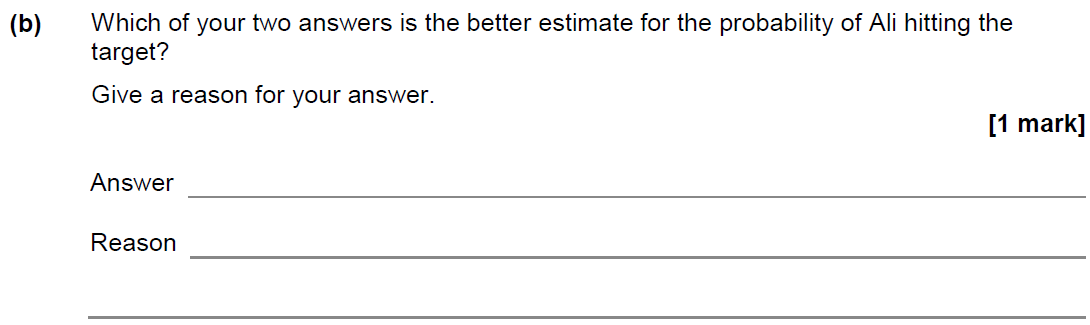 (b) Which of your two answers is the better estimate for the probability of Ali hitting the
target?
Give a reason for your answer.
[1 mark]
Answer
Reason